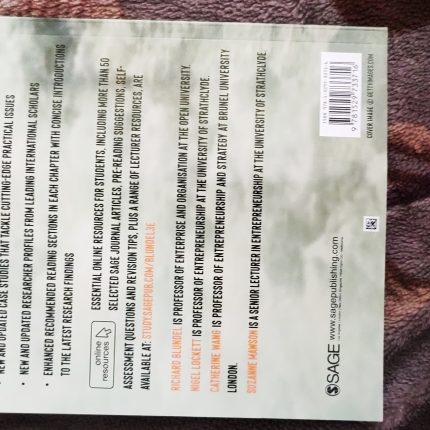 NEW AND UPDATED CASE STUDIES THAT TACKLE CUTTING-EDGE PRACTICAL ISSUES
• NEW AND UPDATED RESEARCHER PROFILES FROM LEADING INTERNATIONAL SCHOLARS
• ENHANCED RECOMMENDED READING SECTIONS IN EACH CHAPTER WITH CONCISE INTRODUCTIONS
TO THE LATEST RESEARCH FINDINGS
online
resources
ESSENTIAL ONLINE RESOURCES FOR STUDENTS, INCLUDING MORE THAN 50
SELECTED SAGE JOURNAL ARTICLES, PRE-READING SUGGESTIONS, SELF-
ASSESSMENT QUESTIONS AND REVISION TIPS, PLUS A RANGE OF LECTURER RESOURCES, ARE
AVAILABLE AT: STUDY.SAGEPUB.COM/BLUNDEL3E
RICHARD BLUNDEL IS PROFESSOR OF ENTERPRISE AND ORGANISATION AT THE OPEN UNIVERSITY.
NIGEL LOCKETT IS PROFESSOR OF ENTREPRENEURSHIP AT THE UNIVERSITY OF STRATHCLYDE.
CATHERINE WANG IS PROFESSOR OF ENTREPRENEURSHIP AND STRATEGY AT BRUNEL UNIVERSITY
LONDON.
SUZANNE MAWSON IS A SENIOR LECTURER IN ENTREPRENEURSHIP AT THE UNIVERSITY OF STRATHCLYDE.
SAGE www.sagepublishing.com
9 781529 733716
COVER IMAGE © GETTYIMAGES.COM